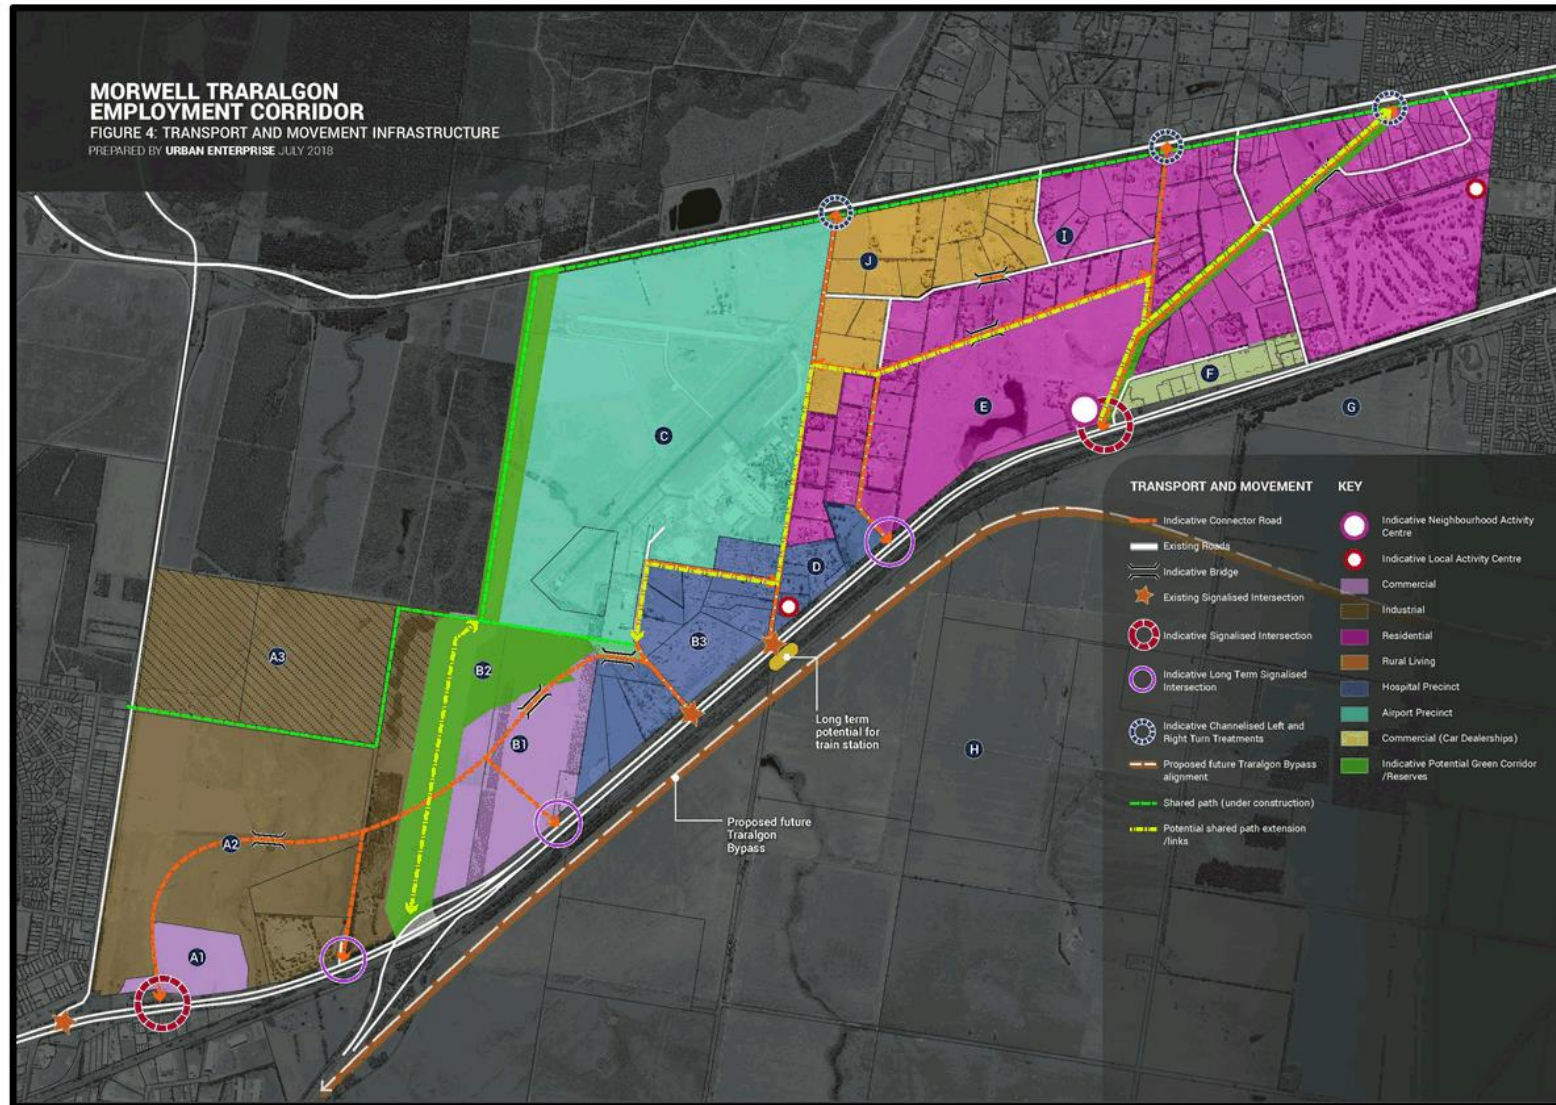 MORWELL TRARALGON
EMPLOYMENT CORRIDOR
FIGURE 4: TRANSPORT AND MOVEMENT INFRASTRUCTURE
PREPARED BY URBAN ENTERPRISE JULY 2018
J
I
C
E
F
G
D
A3
B2
B3
B1
A2
A1
H
Long term
potential for
train station
Proposed future
Traralgon
Bypass
TRANSPORT AND MOVEMENT
Indicative Connector Road
Existing Roads
Indicative Bridge
Existing Signalised Intersection
Indicative Signalised Intersection
Indicative Long Term Signalised
Intersection
Indicative Channelised Left and
Right Turn Treatments
Proposed future Traralgon Bypass
alignment
Shared path (under construction)
Potential shared path extension
/links
KEY
Indicative Neighbourhood Activity
Centre
Indicative Local Activity Centre
Commercial
Industrial
Residential
Rural Living
Hospital Precinct
Airport Precinct
Commercial (Car Dealerships)
Indicative Potential Green Corridor
/Reserves